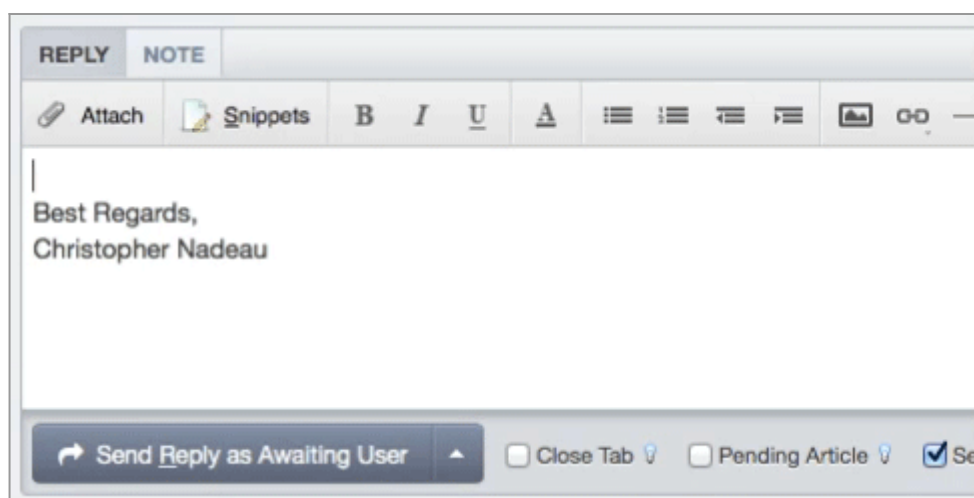 REPLY NOTE
Attach Snippets B I U A
Best Regards,
Christopher Nadeau
Send Reply as Awaiting User Close Tab Pending Article